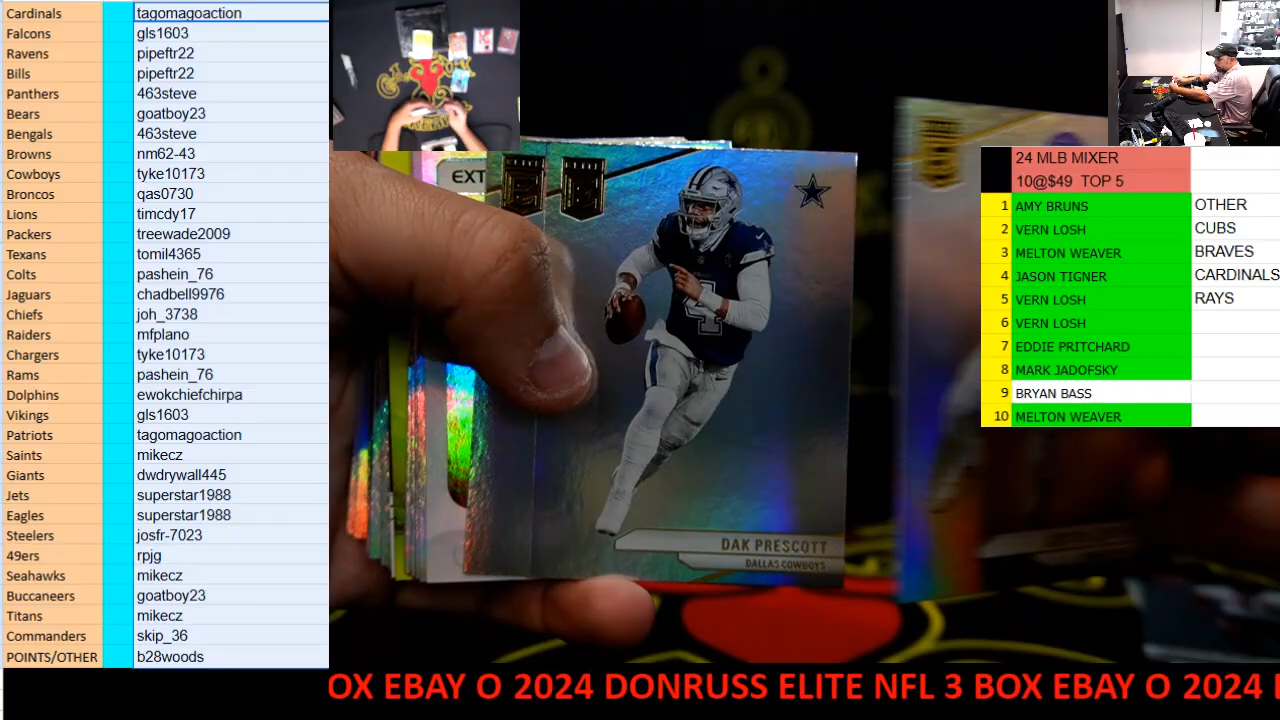 Cardinals tagomagoaction
Falcons gls1603
Ravens pipeftr22
Bills pipeftr22
Panthers 463steve
Bears goatboy23
Bengals 463steve
Browns nm62-43
Cowboys tyke10173
Broncos qas0730
Lions timcdy17
Packers treewade2009
Texans tomil4365
Colts pashein_76
Jaguars chadbell9976
Chiefs joh_3738
Raiders mfplano
Chargers tyke10173
Rams pashein_76
Dolphins ewokchiefchirpa
Vikings gls1603
Patriots tagomagoaction
Saints mikecz
Giants dwdrywall445
Jets superstar1988
Eagles superstar1988
Steelers josfr-7023
49ers rpjg
Seahawks mikecz
Buccaneers goatboy23
Titans mikecz
Commanders skip_36
POINTS/OTHER b28woods
EXT
4
DAK PRESCOTT
DALLAS COWBOYS
24 MLB MIXER
10@$49 TOP 5
1 AMY BRUNS OTHER
2 VERN LOSH CUBS
3 MELTON WEAVER BRAVES
4 JASON TIGNER CARDINALS
5 VERN LOSH RAYS
6 VERN LOSH
7 EDDIE PRITCHARD
8 MARK JADOFSKY
9 BRYAN BASS
10 MELTON WEAVER
OX EBAY O 2024 DONRUSS ELITE NFL 3 BOX EBAY O 2024